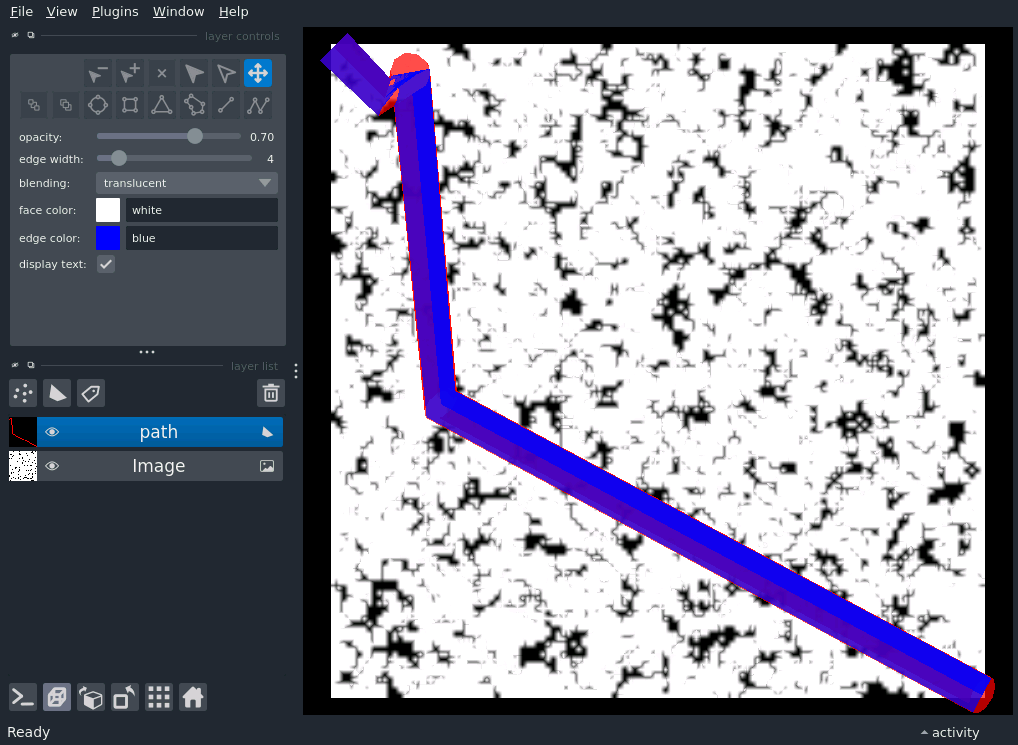 File View Plugins Window Help
layer controls
opacity: 0.70
edge width: 4
blending: translucent
face color: white
edge color: blue
display text:
layer list
path
Image
Ready
activity